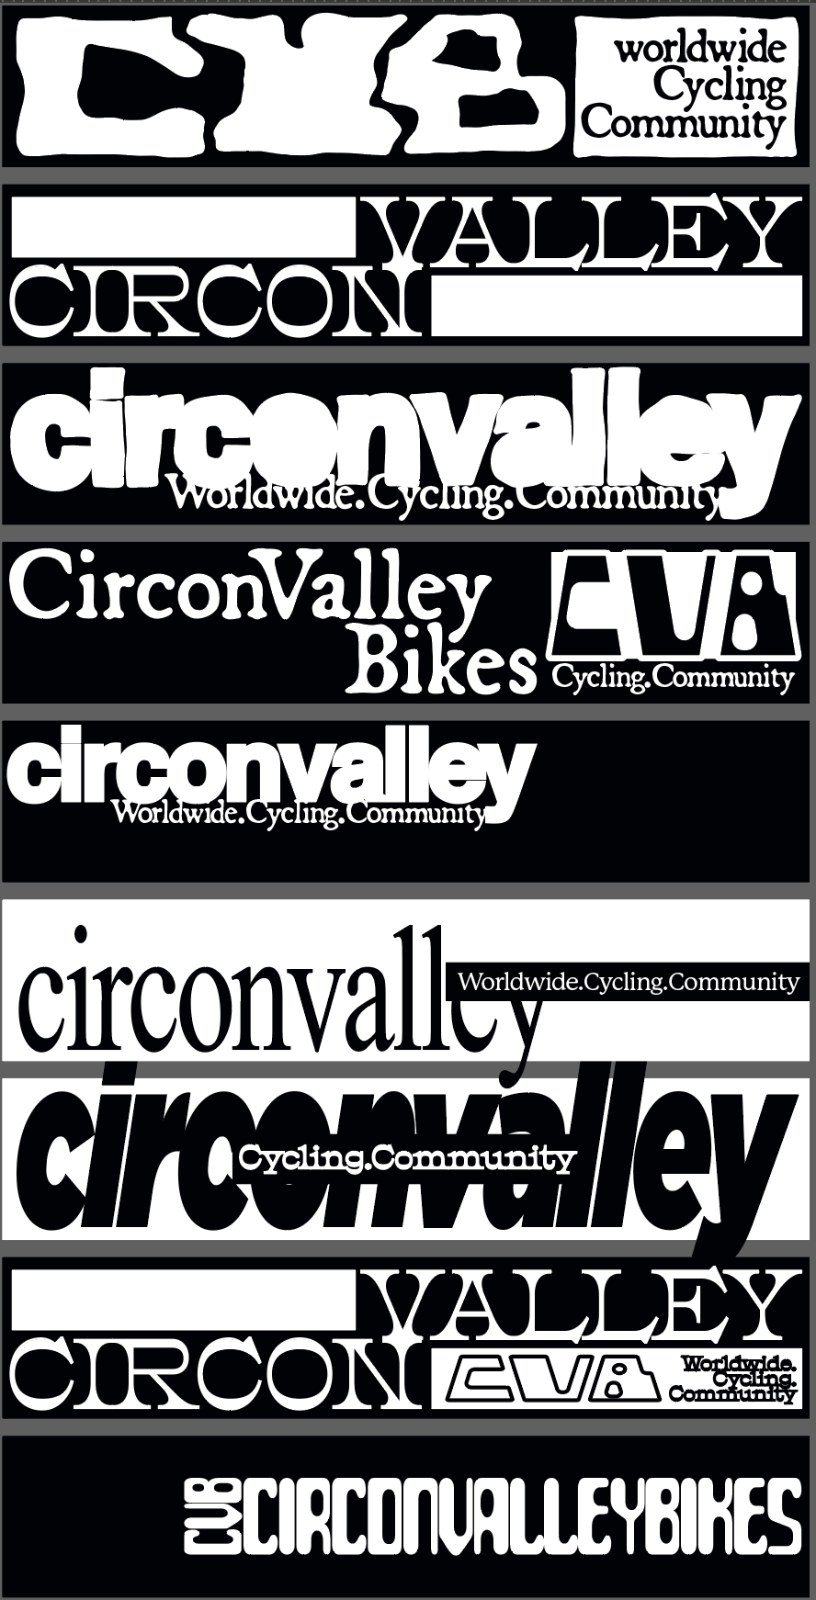 CVB
worldwide
Cycling
Community
VALLEY
CIRCON
circonvalley
Worldwide.Cycling.Community
CirconValley
Bikes
CVB
Cycling.Community
circonvalley
Worldwide.Cycling.Community
circonvalley
Worldwide.Cycling.Community
circonvalley
Cycling.Community
VALLEY
CIRCON
CVB
Worldwide.
Cycling.
Community
CVB
CIRCONVALLEYBIKES